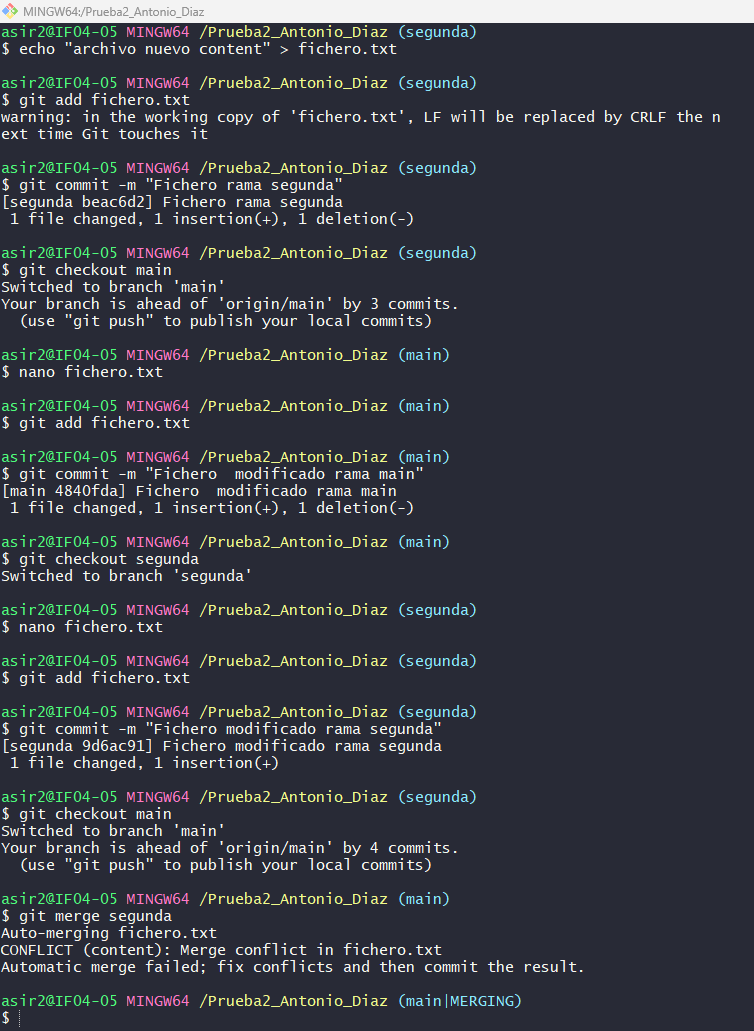 MINGW64:/Prueba2_Antonio_Diaz
asir2@IF04-05 MINGW64 /Prueba2_Antonio_Diaz (segunda)
$ echo "archivo nuevo content" > fichero.txt
asir2@IF04-05 MINGW64 /Prueba2_Antonio_Diaz (segunda)
$ git add fichero.txt
warning: in the working copy of 'fichero.txt', LF will be replaced by CRLF the n
ext time Git touches it
asir2@IF04-05 MINGW64 /Prueba2_Antonio_Diaz (segunda)
$ git commit -m "Fichero rama segunda"
[segunda beac6d2] Fichero rama segunda
 1 file changed, 1 insertion(+), 1 deletion(-)
asir2@IF04-05 MINGW64 /Prueba2_Antonio_Diaz (segunda)
$ git checkout main
Switched to branch 'main'
Your branch is ahead of 'origin/main' by 3 commits.
  (use "git push" to publish your local commits)
asir2@IF04-05 MINGW64 /Prueba2_Antonio_Diaz (main)
$ nano fichero.txt
asir2@IF04-05 MINGW64 /Prueba2_Antonio_Diaz (main)
$ git add fichero.txt
asir2@IF04-05 MINGW64 /Prueba2_Antonio_Diaz (main)
$ git commit -m "Fichero  modificado rama main"
[main 4840fda] Fichero  modificado rama main
 1 file changed, 1 insertion(+), 1 deletion(-)
asir2@IF04-05 MINGW64 /Prueba2_Antonio_Diaz (main)
$ git checkout segunda
Switched to branch 'segunda'
asir2@IF04-05 MINGW64 /Prueba2_Antonio_Diaz (segunda)
$ nano fichero.txt
asir2@IF04-05 MINGW64 /Prueba2_Antonio_Diaz (segunda)
$ git add fichero.txt
asir2@IF04-05 MINGW64 /Prueba2_Antonio_Diaz (segunda)
$ git commit -m "Fichero modificado rama segunda"
[segunda 9d6ac91] Fichero modificado rama segunda
 1 file changed, 1 insertion(+)
asir2@IF04-05 MINGW64 /Prueba2_Antonio_Diaz (segunda)
$ git checkout main
Switched to branch 'main'
Your branch is ahead of 'origin/main' by 4 commits.
  (use "git push" to publish your local commits)
asir2@IF04-05 MINGW64 /Prueba2_Antonio_Diaz (main)
$ git merge segunda
Auto-merging fichero.txt
CONFLICT (content): Merge conflict in fichero.txt
Automatic merge failed; fix conflicts and then commit the result.
asir2@IF04-05 MINGW64 /Prueba2_Antonio_Diaz (main|MERGING)
$